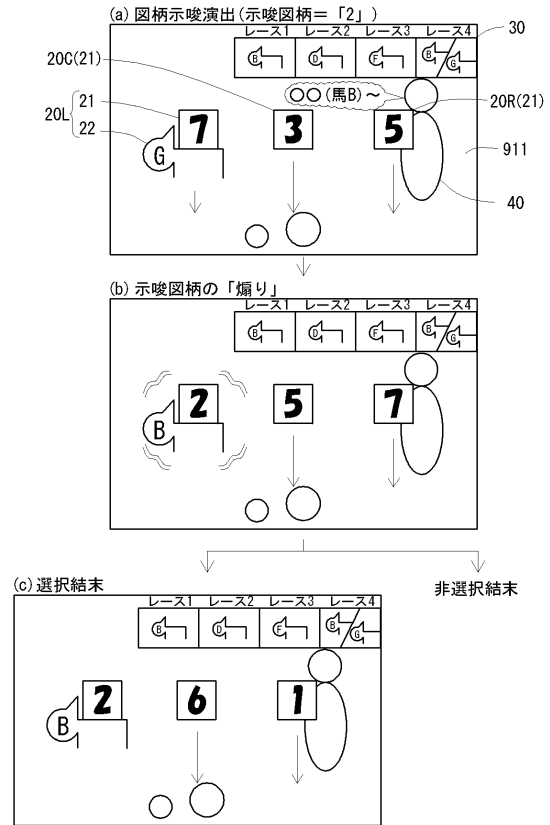 (a) 図柄示唆演出(示唆図柄=「2」)
レース1 レース2 レース3 レース4
30
B D F B G
20C(21)
○○(馬B)~
20R(21)
20L 21
22
7 3 5
G
911
40
(b) 示唆図柄の「煽り」
レース1 レース2 レース3 レース4
B D F B G
2 5 7
B
(c) 選択結末
非選択結末
レース1 レース2 レース3 レース4
B D F B G
2 6 1
B